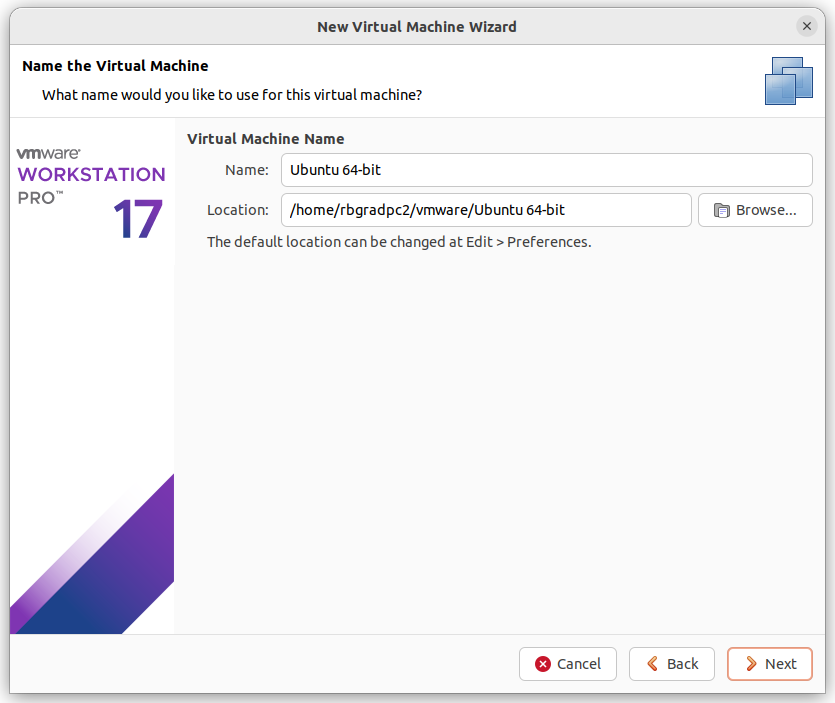 New Virtual Machine Wizard
Name the Virtual Machine
What name would you like to use for this virtual machine?
vmware®
WORKSTATION
PRO™
17
Virtual Machine Name
Name: Ubuntu 64-bit
Location: /home/rbgradpc2/vmware/Ubuntu 64-bit Browse...
The default location can be changed at Edit > Preferences.
Cancel Back Next